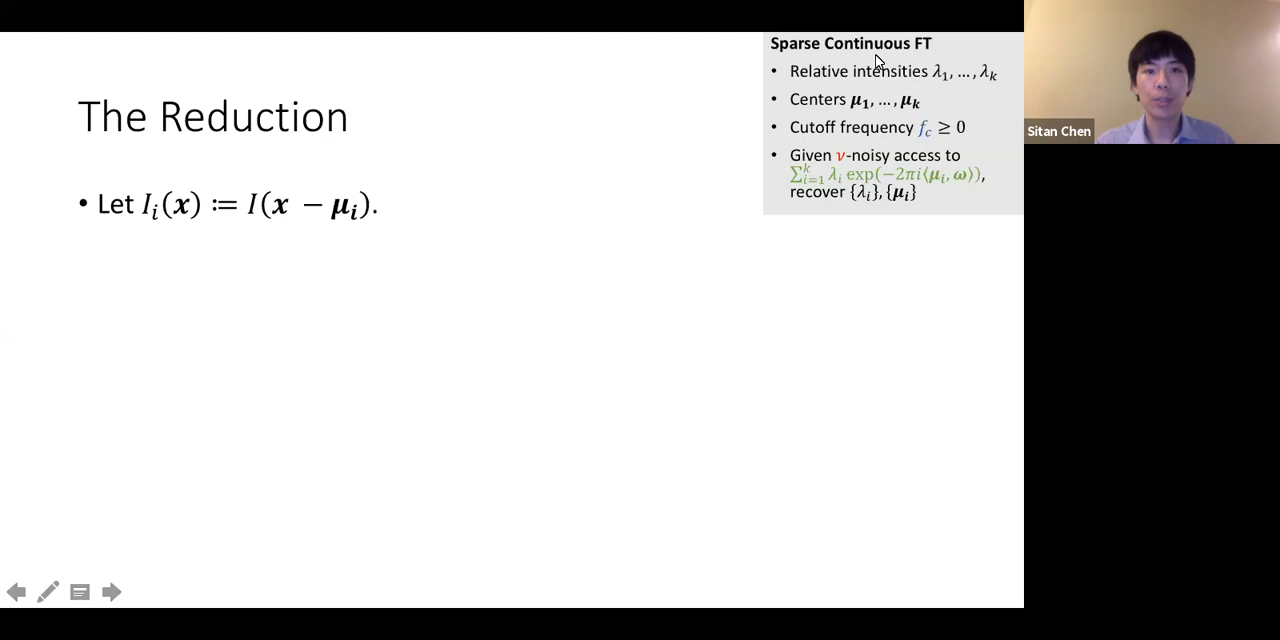 The Reduction
• Let 𝐼ᵢ(𝒙) ≔ 𝐼(𝒙 − 𝝁ᵢ).
Sparse Continuous FT
• Relative intensities λ₁, …, λₖ
• Centers 𝝁₁, …, 𝝁ₖ
• Cutoff frequency f_c ≥ 0
• Given ν-noisy access to
∑ᵢ₌₁ᵏ λᵢ exp(−2πi⟨𝝁ᵢ, 𝝎⟩),
recover {λᵢ}, {𝝁ᵢ}
Sitan Chen